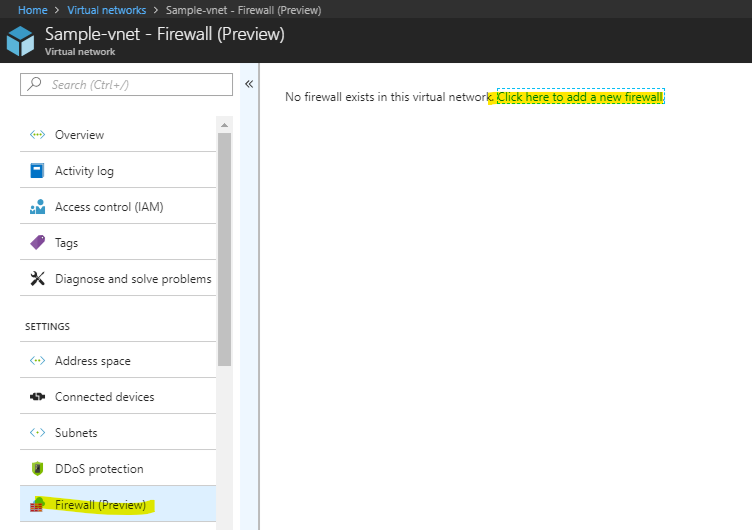 Home > Virtual networks > Sample-vnet - Firewall (Preview)
Sample-vnet - Firewall (Preview)
Virtual network
Search (Ctrl+/)
«
No firewall exists in this virtual network. Click here to add a new firewall.
Overview
Activity log
Access control (IAM)
Tags
Diagnose and solve problems
SETTINGS
Address space
Connected devices
Subnets
DDoS protection
Firewall (Preview)